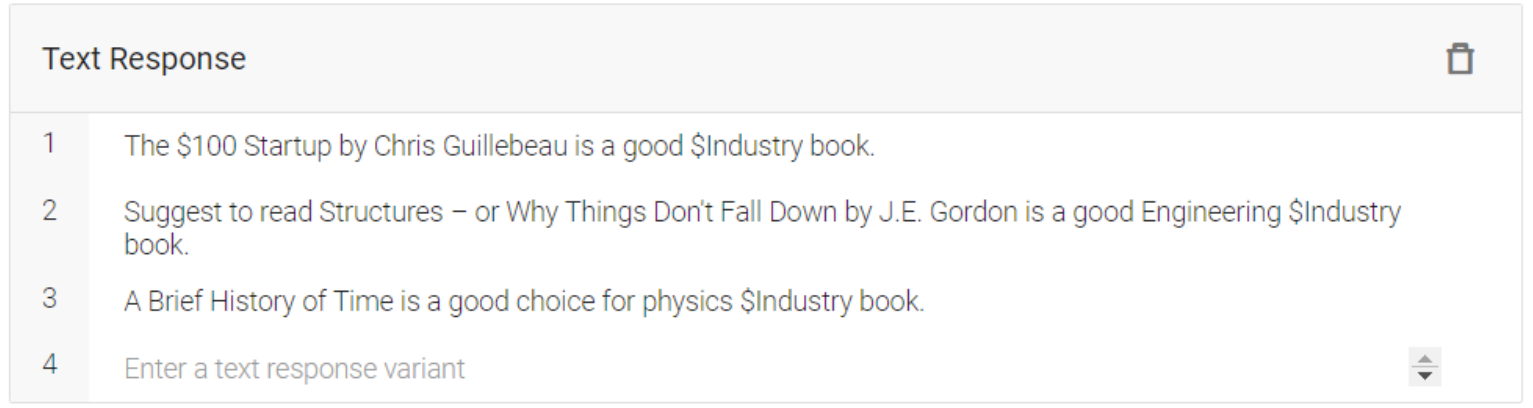 Text Response
1 The $100 Startup by Chris Guillebeau is a good $Industry book.
2 Suggest to read Structures – or Why Things Don't Fall Down by J.E. Gordon is a good Engineering $Industry
book.
3 A Brief History of Time is a good choice for physics $Industry book.
4 Enter a text response variant